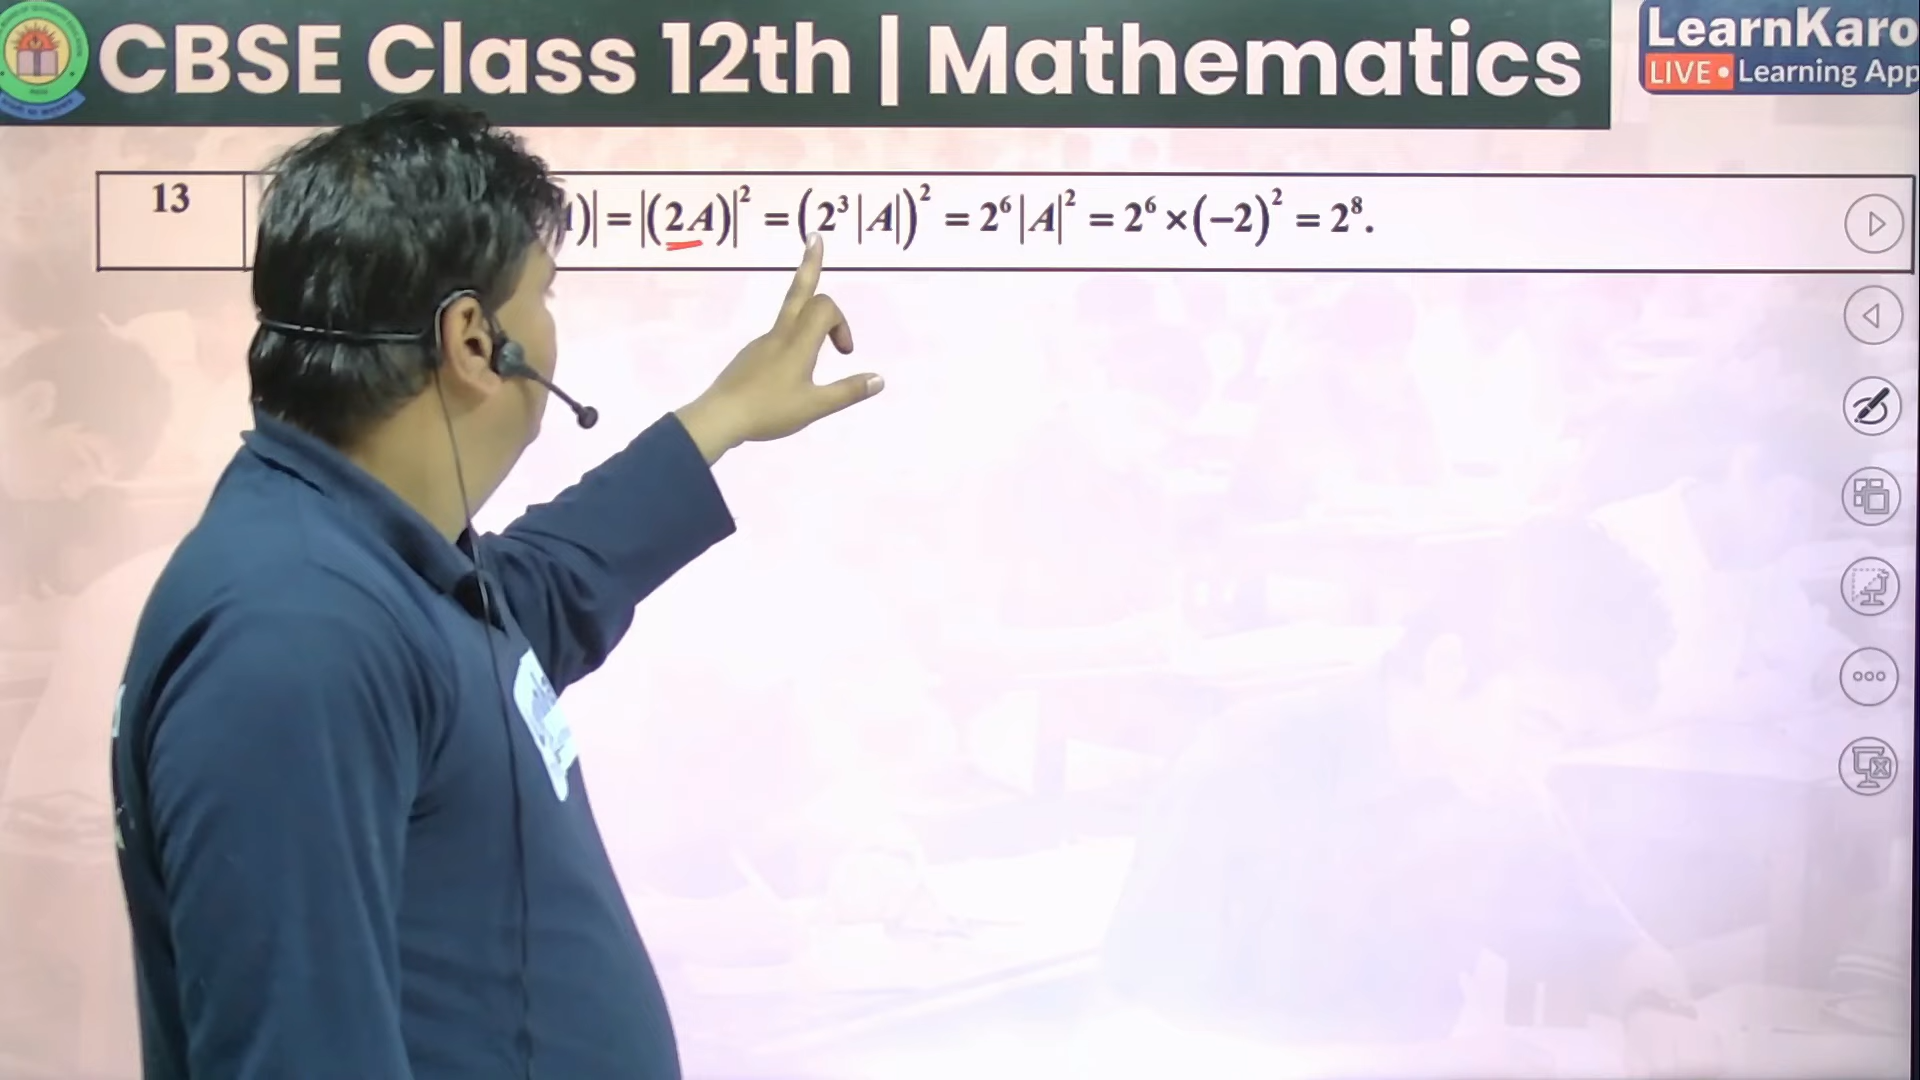 CBSE Class 12th | Mathematics
LearnKaro
LIVE • Learning App
13
)| = |(2A)|² = (2³|A|)² = 2⁶|A|² = 2⁶ × (−2)² = 2⁸.